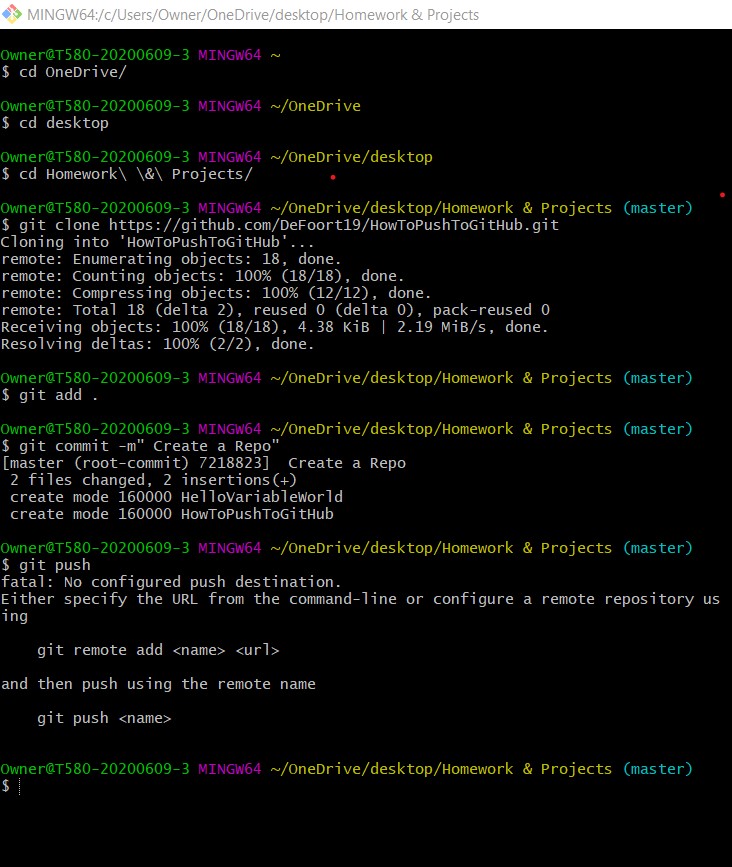 MINGW64:/c/Users/Owner/OneDrive/desktop/Homework & Projects
Owner@T580-20200609-3 MINGW64 ~
$ cd OneDrive/
Owner@T580-20200609-3 MINGW64 ~/OneDrive
$ cd desktop
Owner@T580-20200609-3 MINGW64 ~/OneDrive/desktop
$ cd Homework\ \&\ Projects/
Owner@T580-20200609-3 MINGW64 ~/OneDrive/desktop/Homework & Projects (master)
$ git clone https://github.com/DeFoort19/HowToPushToGitHub.git
Cloning into 'HowToPushToGitHub'...
remote: Enumerating objects: 18, done.
remote: Counting objects: 100% (18/18), done.
remote: Compressing objects: 100% (12/12), done.
remote: Total 18 (delta 2), reused 0 (delta 0), pack-reused 0
Receiving objects: 100% (18/18), 4.38 KiB | 2.19 MiB/s, done.
Resolving deltas: 100% (2/2), done.
Owner@T580-20200609-3 MINGW64 ~/OneDrive/desktop/Homework & Projects (master)
$ git add .
Owner@T580-20200609-3 MINGW64 ~/OneDrive/desktop/Homework & Projects (master)
$ git commit -m" Create a Repo"
[master (root-commit) 7218823]  Create a Repo
 2 files changed, 2 insertions(+)
 create mode 160000 HelloVariableWorld
 create mode 160000 HowToPushToGitHub
Owner@T580-20200609-3 MINGW64 ~/OneDrive/desktop/Homework & Projects (master)
$ git push
fatal: No configured push destination.
Either specify the URL from the command-line or configure a remote repository us
ing
    git remote add <name> <url>
and then push using the remote name
    git push <name>
Owner@T580-20200609-3 MINGW64 ~/OneDrive/desktop/Homework & Projects (master)
$